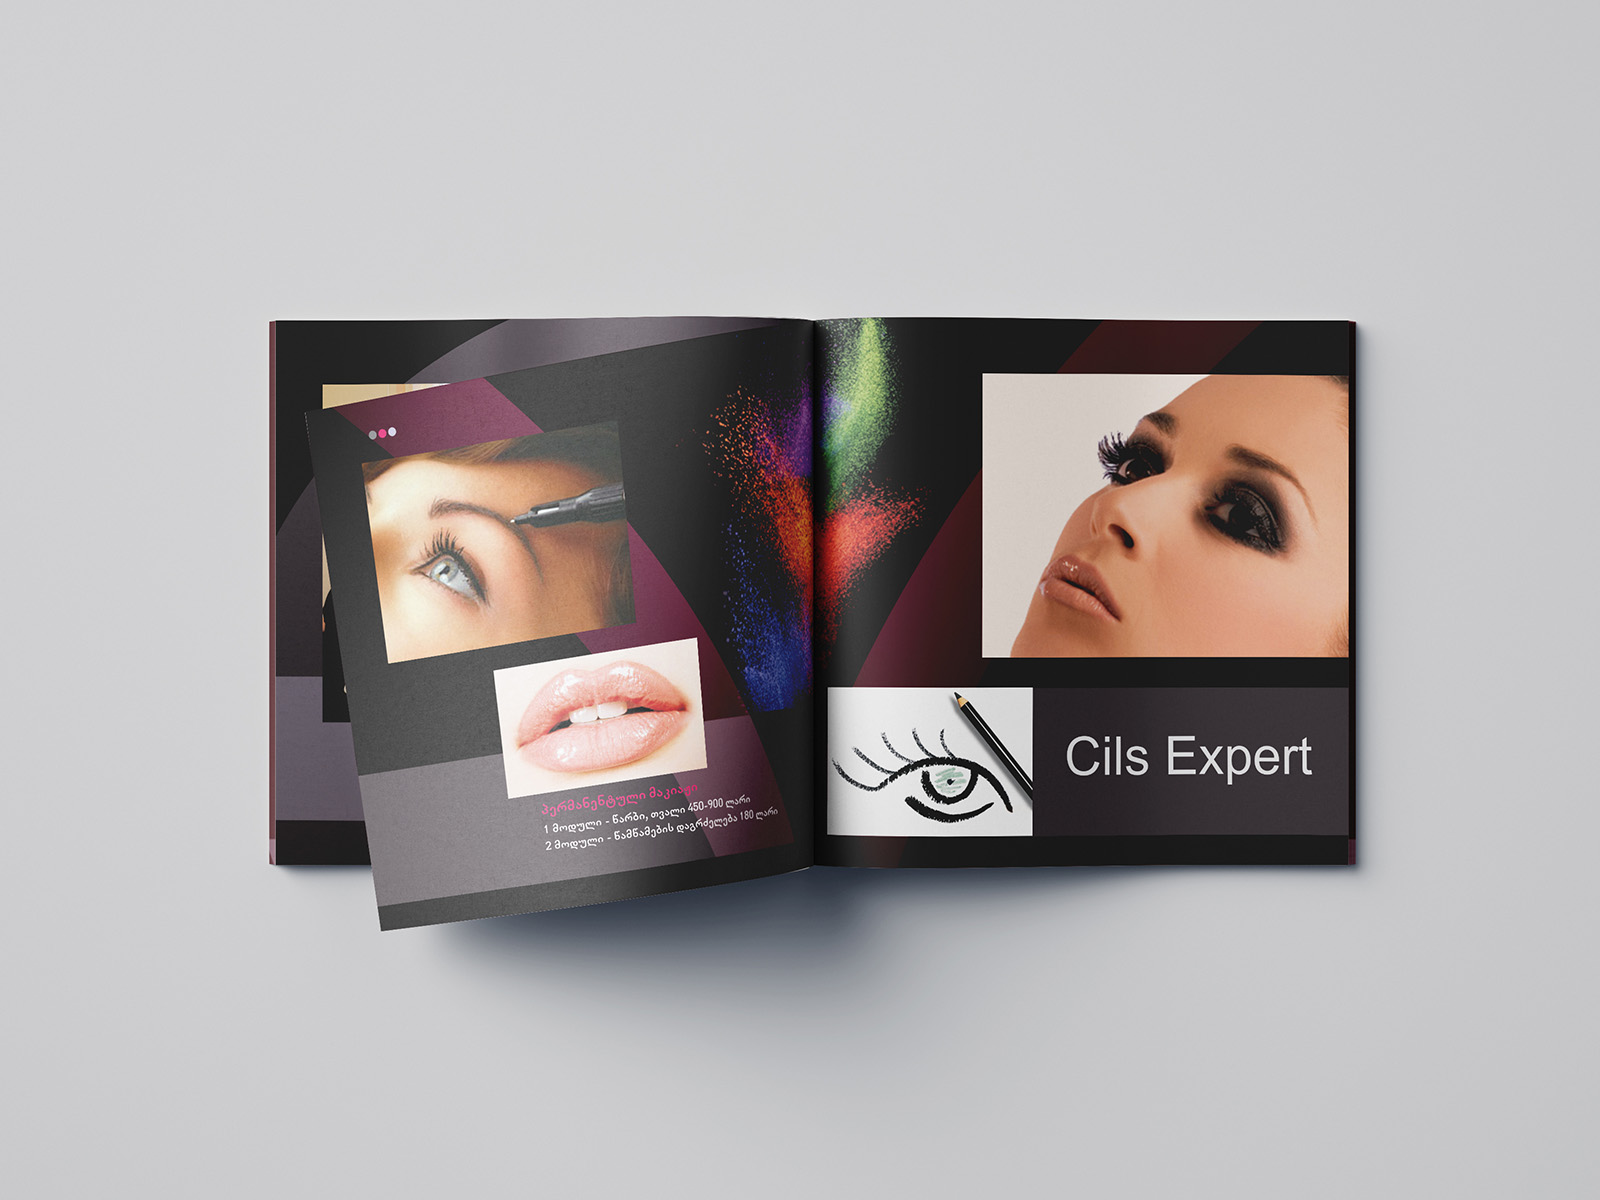 პერმანენტული მაკიაჟი
1 მოდული - წარბი, თვალი 450-900 ლარი
2 მოდული - წამწამების დაგრძელება 180 ლარი
Cils Expert